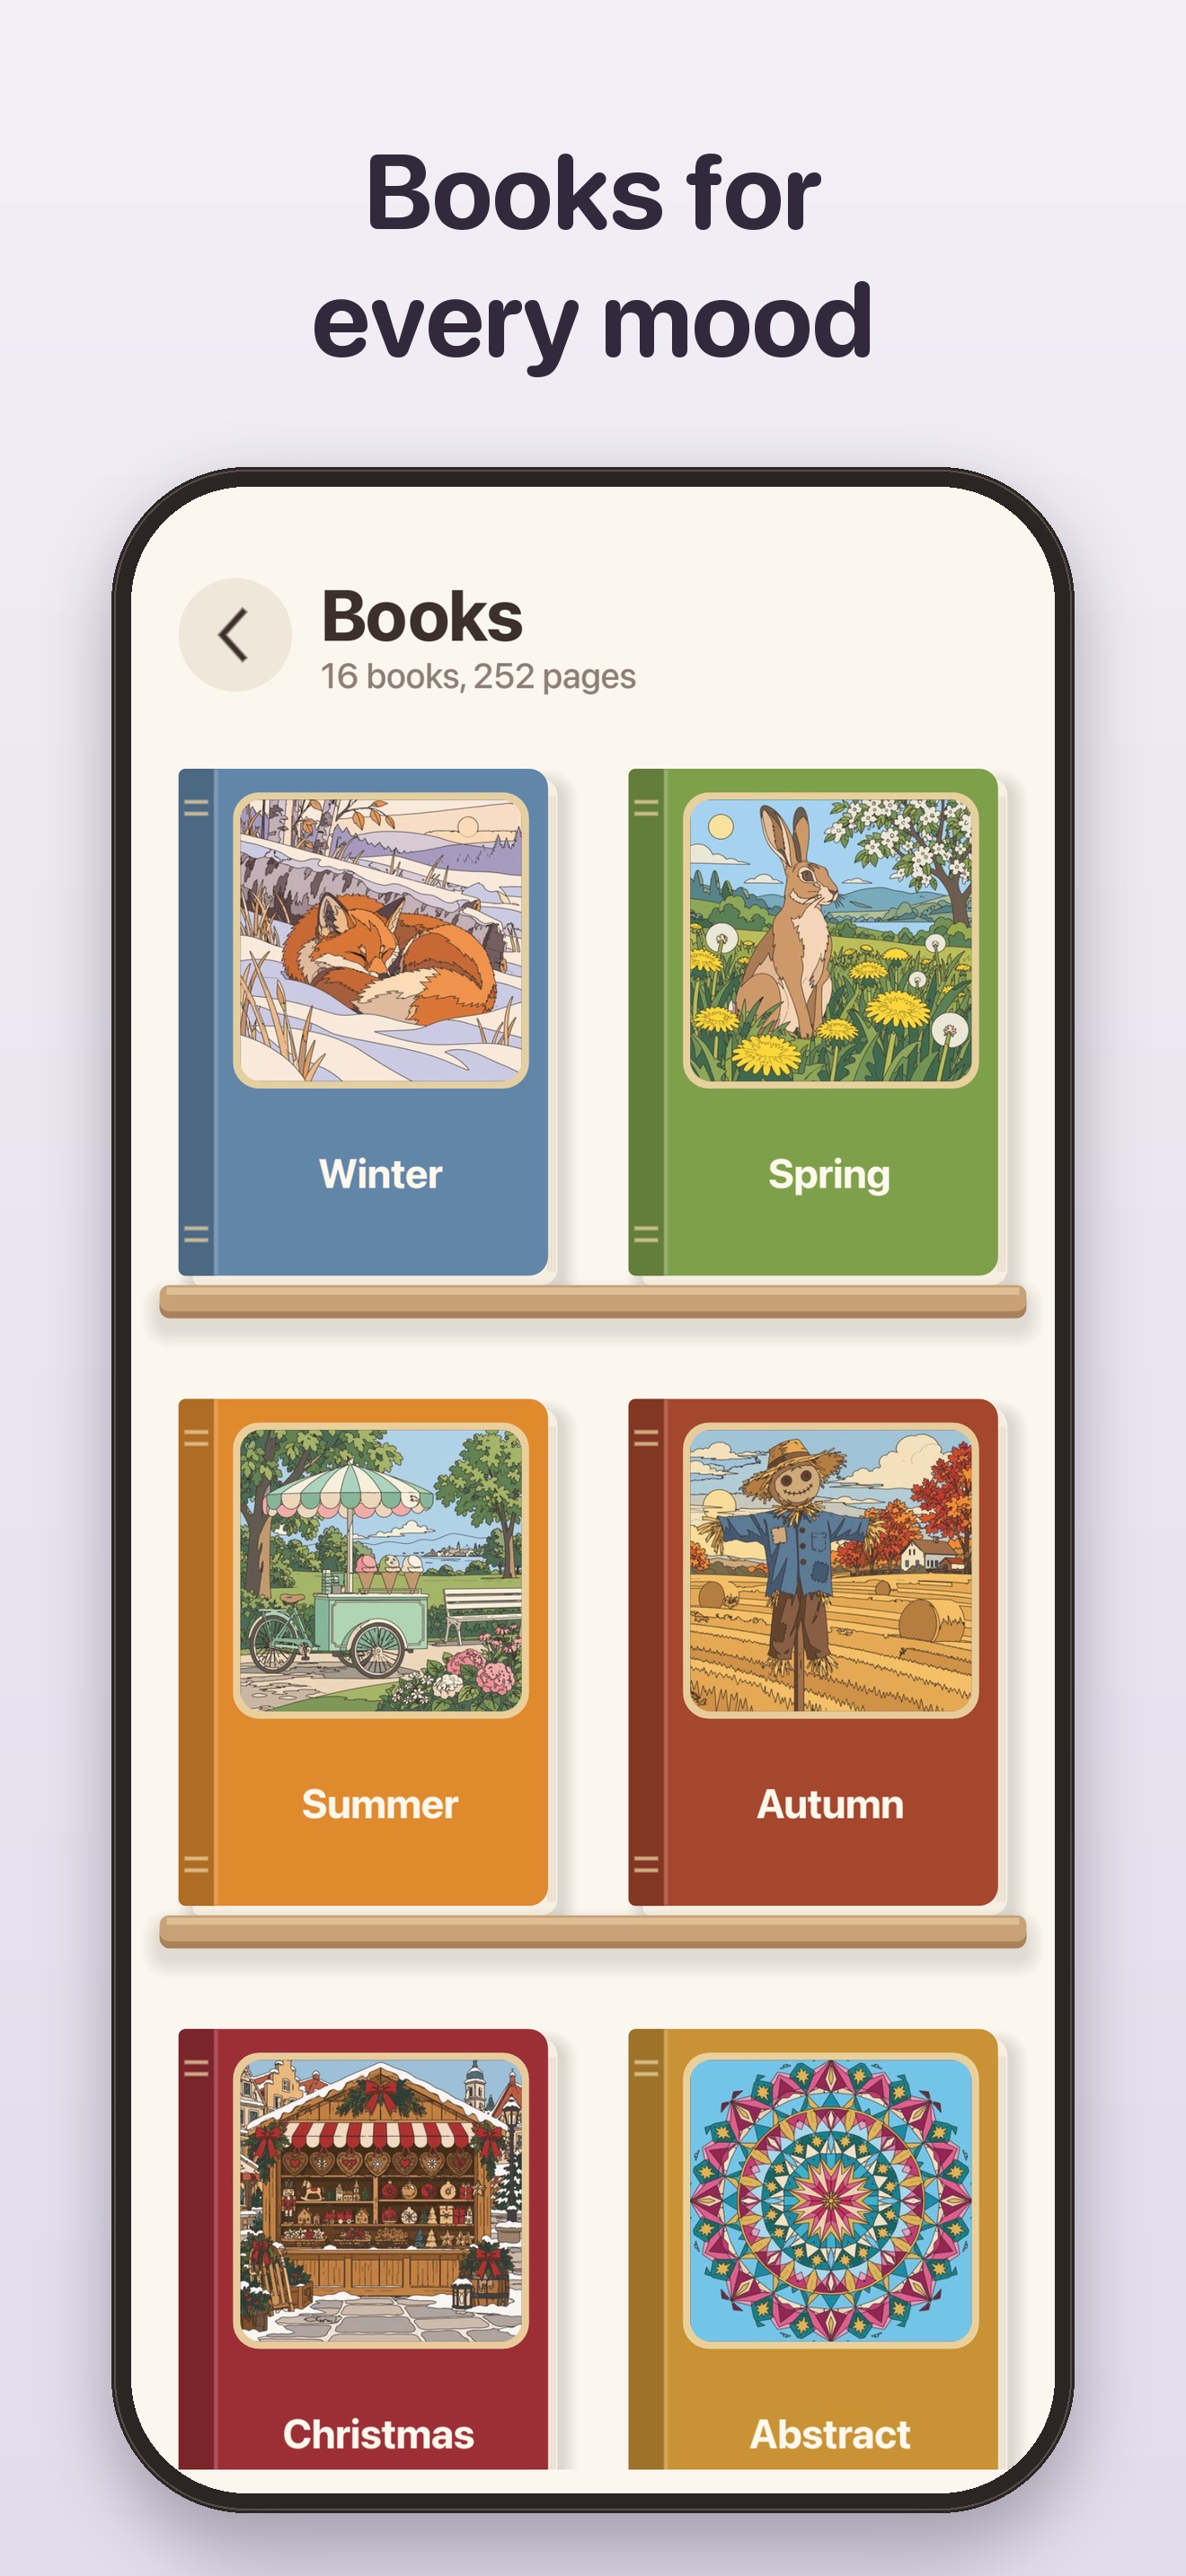 Books for
every mood
Books
16 books, 252 pages
Winter
Spring
Summer
Autumn
Christmas
Abstract